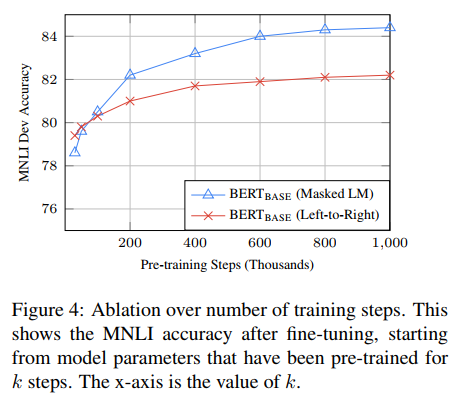 84
82
80
78
76
MNLI Dev Accuracy
BERTBASE (Masked LM)
BERTBASE (Left-to-Right)
200 400 600 800 1,000
Pre-training Steps (Thousands)
Figure 4: Ablation over number of training steps. This
shows the MNLI accuracy after fine-tuning, starting
from model parameters that have been pre-trained for
k steps. The x-axis is the value of k.